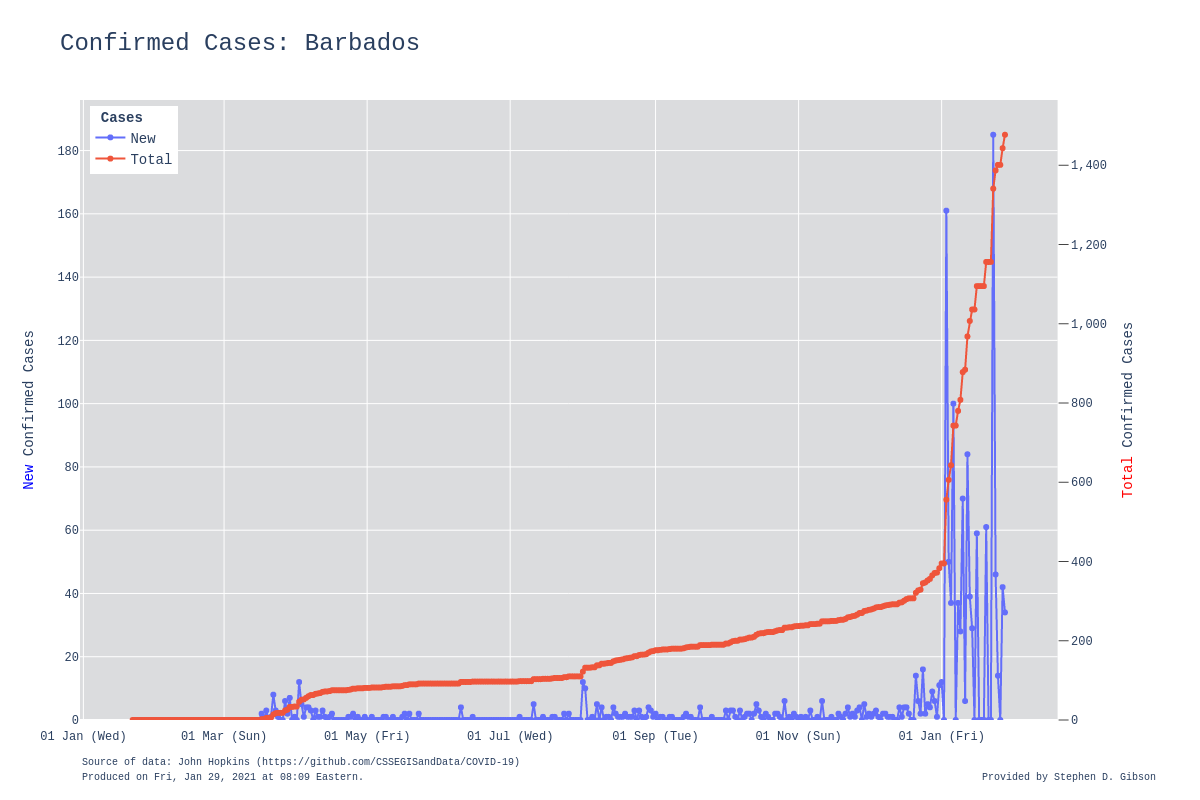 Confirmed Cases: Barbados
Cases
New
Total
180
160
140
120
100
80
60
40
20
0
1,400
1,200
1,000
800
600
400
200
0
New Confirmed Cases
Total Confirmed Cases
01 Jan (Wed) 01 Mar (Sun) 01 May (Fri) 01 Jul (Wed) 01 Sep (Tue) 01 Nov (Sun) 01 Jan (Fri)
Source of data: John Hopkins (https://github.com/CSSEGISandData/COVID-19)
Produced on Fri, Jan 29, 2021 at 08:09 Eastern.
Provided by Stephen D. Gibson